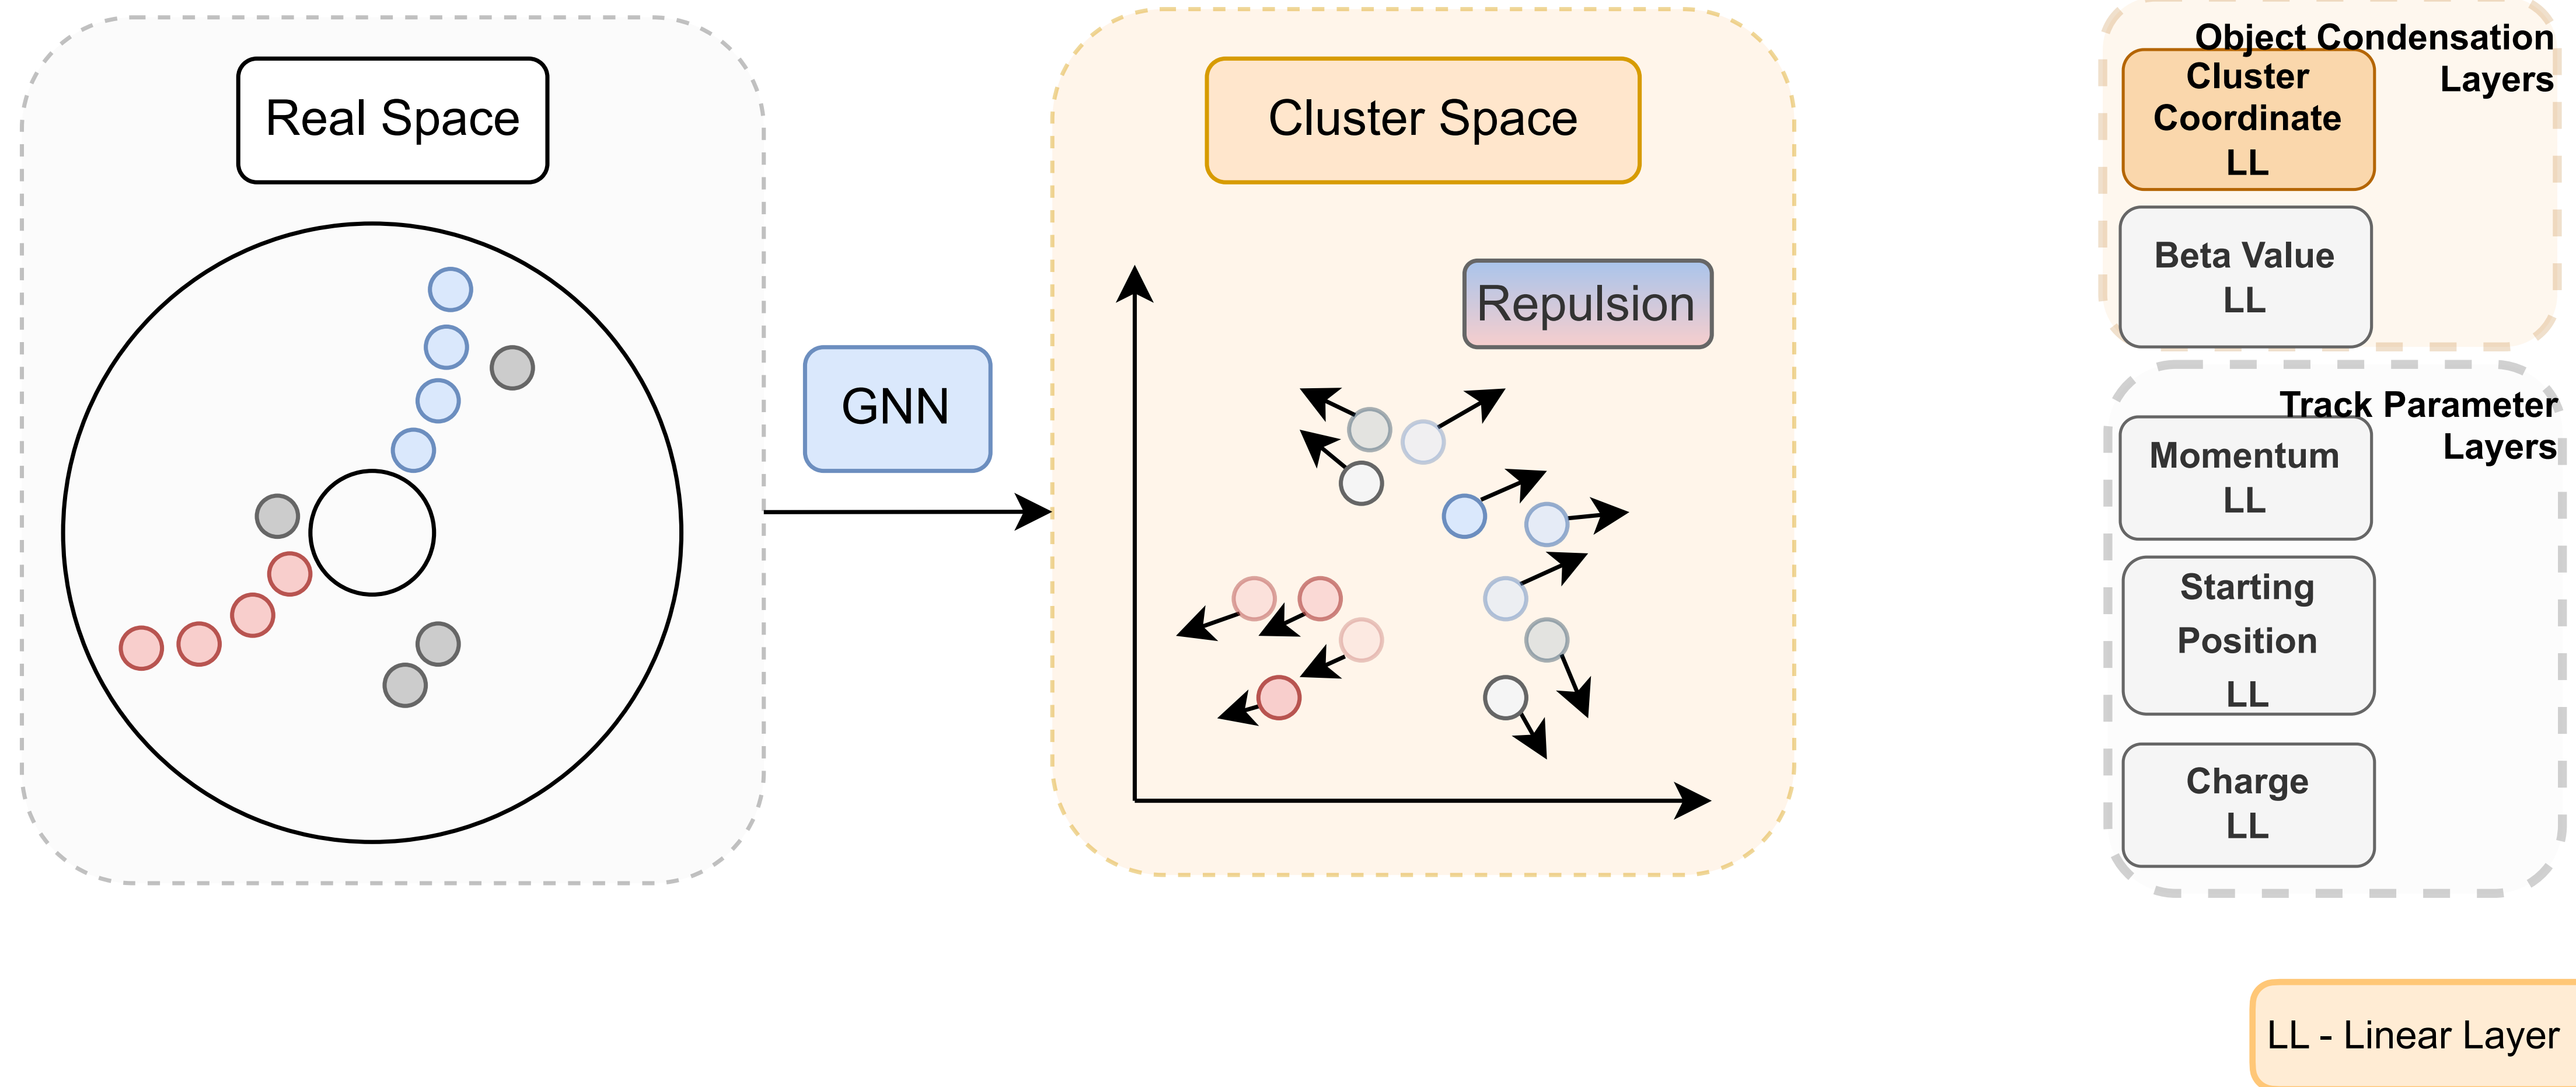 Real Space
GNN
Cluster Space
Repulsion
Object Condensation
Layers
Cluster
Coordinate
LL
Beta Value
LL
Track Parameter
Layers
Momentum
LL
Starting
Position
LL
Charge
LL
LL - Linear Layer